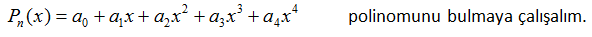 Pₙ(x) = a₀ + a₁x + a₂x² + a₃x³ + a₄x⁴ polinomunu bulmaya çalışalım.